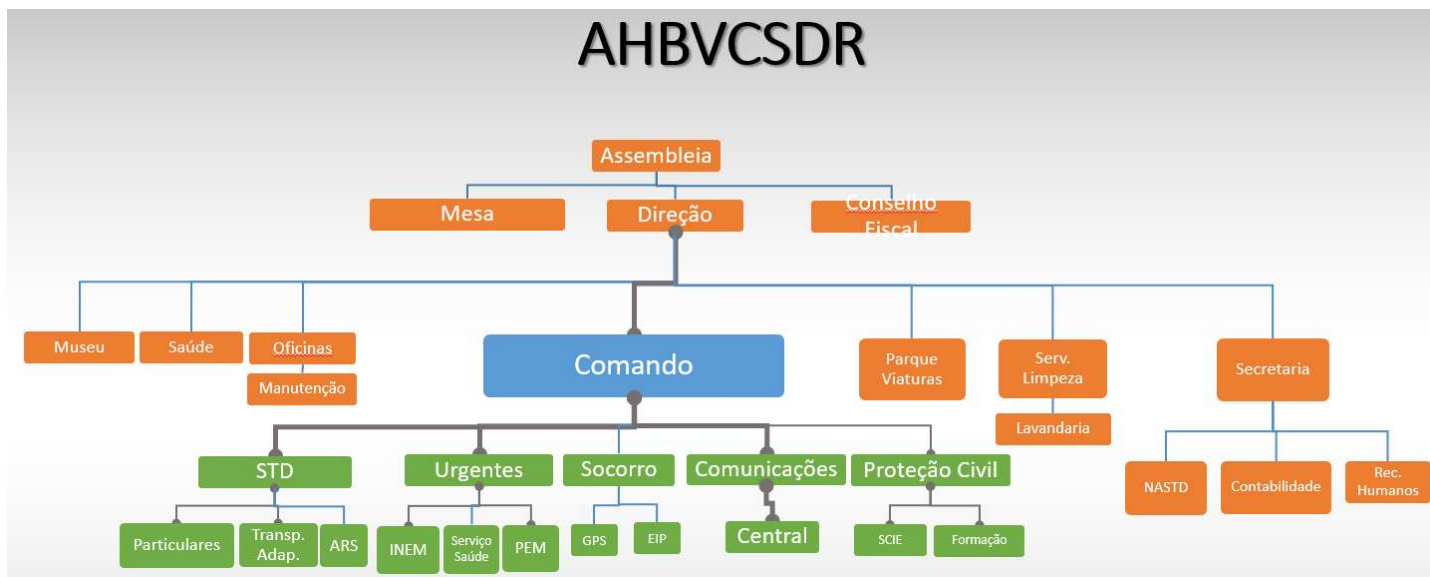 AHBVCSDR
Assembleia
Mesa
Direção
Conselho
Fiscal
Museu
Saúde
Oficinas
Manutenção
Comando
Parque
Viaturas
Serv.
Limpeza
Lavandaria
Secretaria
NASTD
Contabilidade
Rec.
Humanos
STD
Urgentes
Socorro
Comunicações
Proteção Civil
Particulares
Transp.
Adap.
ARS
INEM
Serviço
Saúde
PEM
GPS
EIP
Central
SCIE
Formação